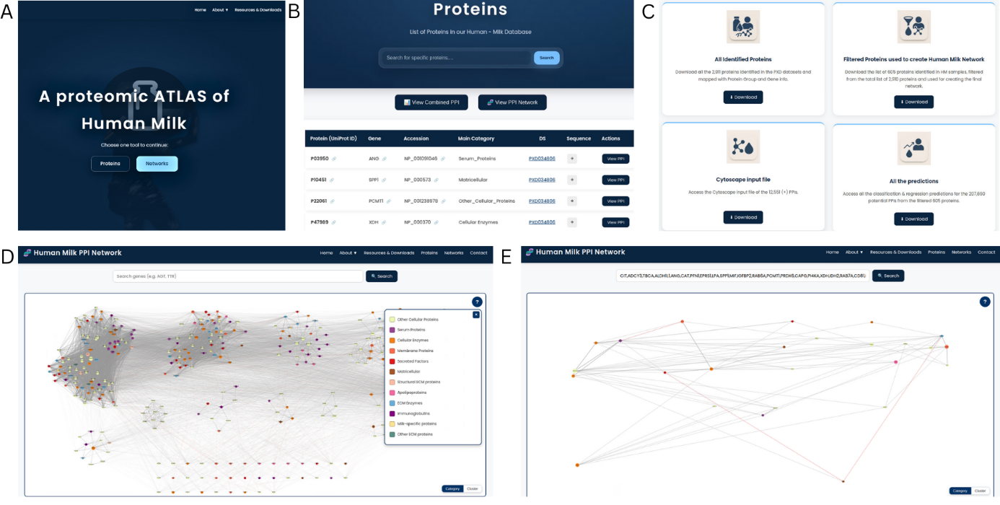 A
Home About ▼ Resources & Downloads
A proteomic ATLAS of
Human Milk
Choose one tool to continue:
Proteins Networks
B
Proteins
List of Proteins In our Human - Milk Database
Search for specific proteins.... Search
View Combined PPI View PPI Network
Protein (UniProt ID) Gene Accession Main Category DS Sequence Actions
P03950 ANG NP_001091046 Serum_Proteins PXD034806 + View PPI
P10451 SPP1 NP_000573 Matricellular PXD034806 + View PPI
P22061 PCMT1 NP_001238978 Other_Cellular_Proteins PXD034806 + View PPI
P47989 XDH NP_000370 Cellular Enzymes PXD034806 + View PPI
C
All Identified Proteins
Download all the 2,911 proteins identified in the PXD datasets and
mapped with Protein Group and Gene info.
⬇ Download
Filtered Proteins used to create Human Milk Network
Download the list of 605 proteins identified in HM samples, filtered
from the total list of 2,910 proteins and used for creating the final
network.
⬇ Download
Cytoscape input file
Access the Cytoscape input file of the 12,551 (+) PPIs.
⬇ Download
All the predictions
Access all the classification & regression predictions for the 207,690
potential PPIs from the filtered 605 proteins.
⬇ Download
D
Human Milk PPI Network
Home About ▼ Resources & Downloads Proteins Networks Contact
Search genes (e.g. AGT, TTR) Search
?
×
Other Cellular Proteins
Serum Proteins
Cellular Enzymes
Membrane Proteins
Secreted Factors
Matricellular
Structural ECM proteins
Apolipoproteins
ECM Enzymes
Immunoglobulins
Milk-specific proteins
Other ECM proteins
Category Cluster
E
Human Milk PPI Network
Home About ▼ Resources & Downloads Proteins Networks Contact
CIT,ADCY3,TBCA,ALDH1L1,ANG,CAT,PFN1,EPRS1,LPA,SPP1,MIF,IGFBP2,RAB6A,PCMT1,PRDX6,CAPG,PI4KA,XDH,IDH2,RAB7A,CD81, Search
?
Category Cluster